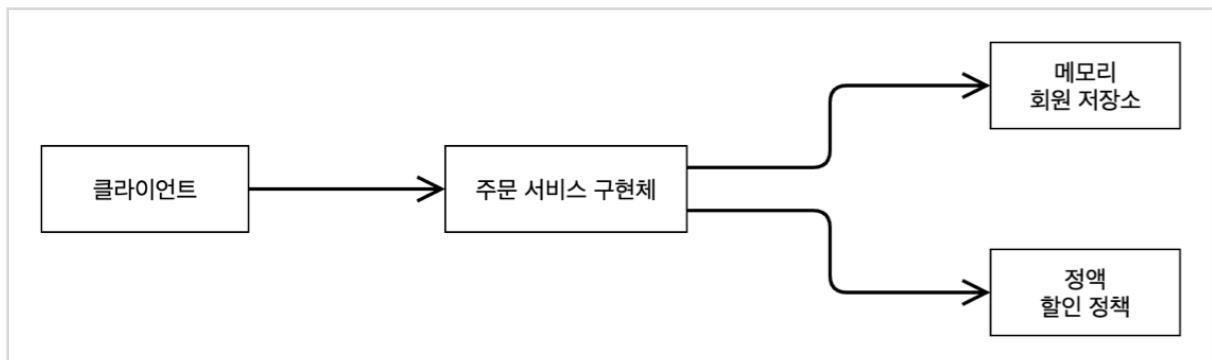 클라이언트
주문 서비스 구현체
메모리
회원 저장소
정액
할인 정책